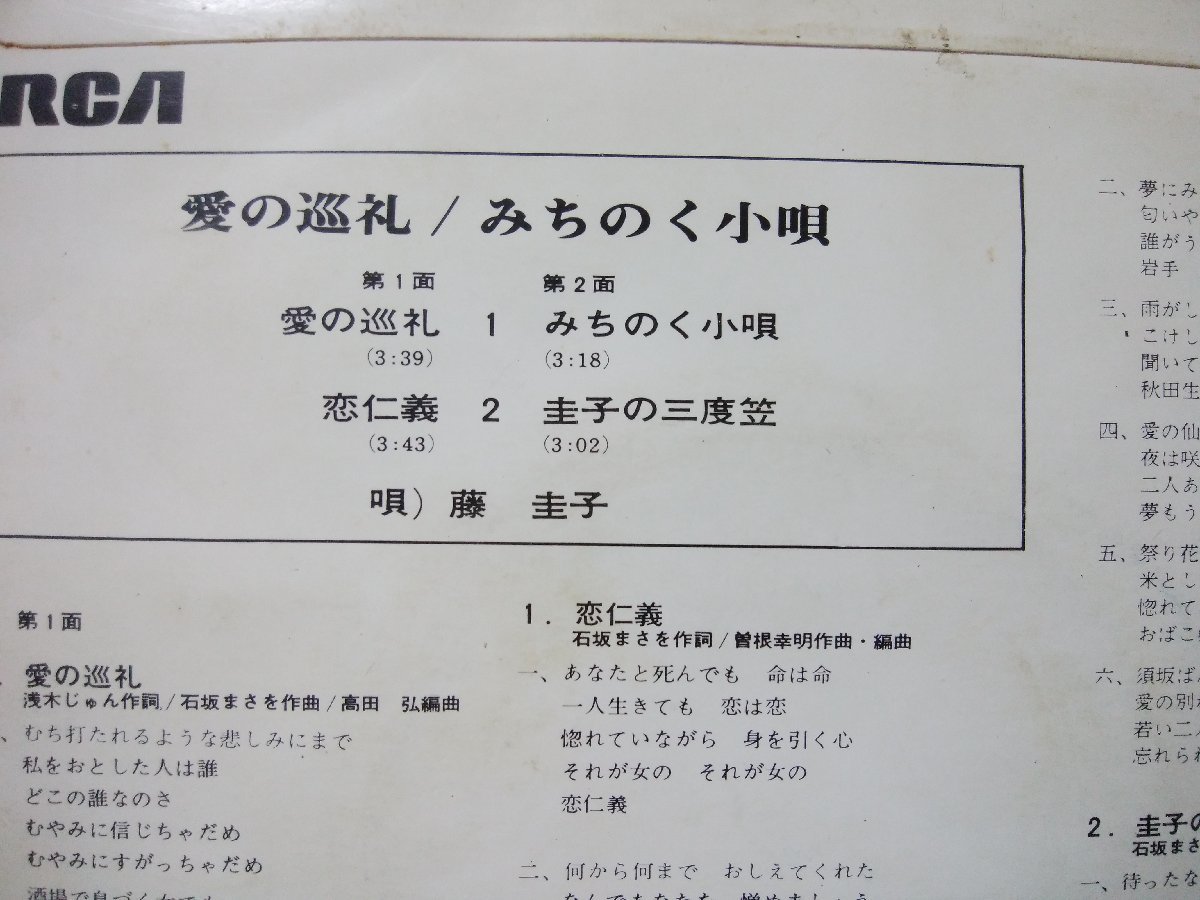 RCA
愛の巡礼/みちのく小唄
第1面 第2面
愛の巡礼 1 みちのく小唄
(3:39) (3:18)
恋仁義 2 圭子の三度笠
(3:43) (3:02)
唄) 藤 圭子
第1面
愛の巡礼
浅木じゅん作詞/石坂まさを作曲/高田 弘編曲
むち打たれるような悲しみにまで
私をおとした人は誰
どこの誰なのさ
むやみに信じちゃだめ
むやみにすがっちゃだめ
1. 恋仁義
石坂まさを作詞/曽根幸明作曲・編曲
一、あなたと死んでも 命は命
一人生きても 恋は恋
惚れていながら 身を引く心
それが女の それが女の
恋仁義
二、何から何まで おしえてくれた
二、夢にみ
匂いや
誰がう
岩手
三、雨がし
こけし
聞いて
秋田生
四、愛の仙
夜は咲
二人あ
夢もう
五、祭り花
米とし
惚れて
おばこ
六、須坂ば
愛の別
若い二
忘れら
2. 圭子の
石坂まさ
一、待ったな